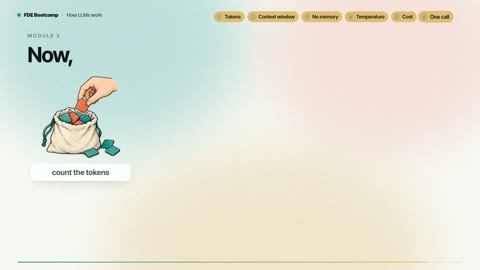 FDE Bootcamp · How LLMs work
Tokens
Context window
No memory
Temperature
Cost
One call
MODULE 2
Now,
count the tokens